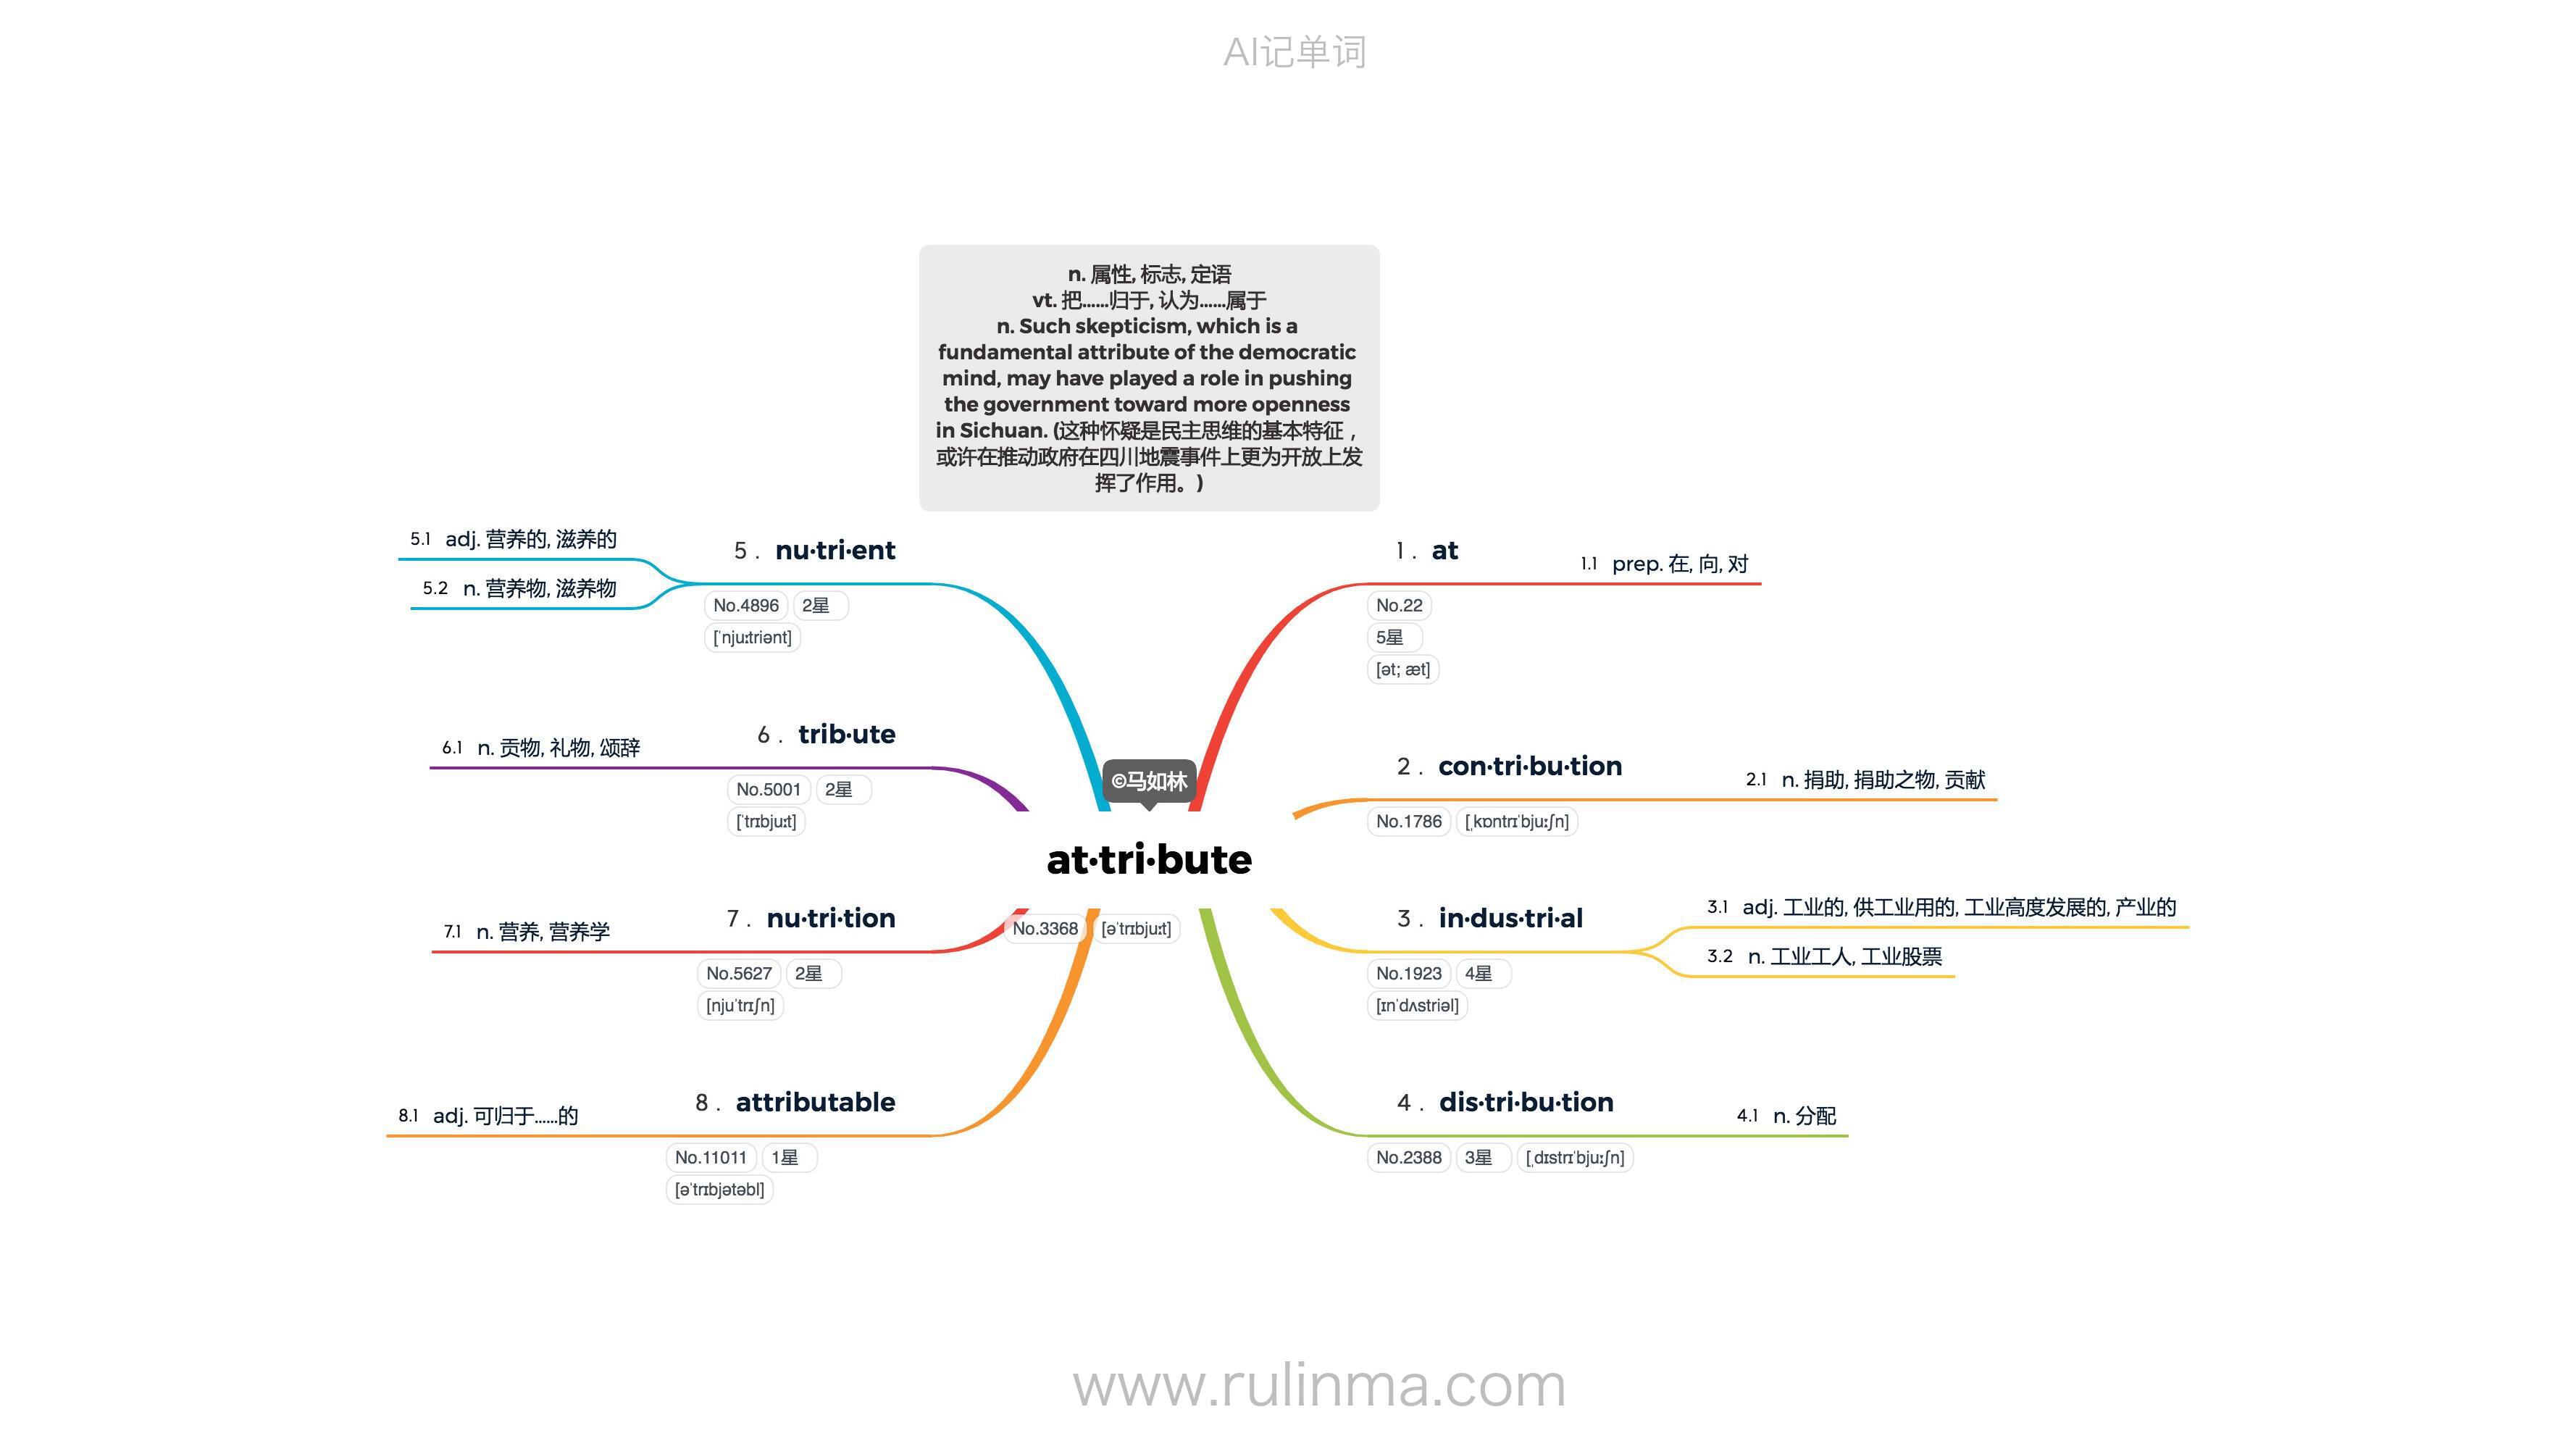 AI记单词
n. 属性, 标志, 定语
vt. 把……归于, 认为……属于
n. Such skepticism, which is a
fundamental attribute of the democratic
mind, may have played a role in pushing
the government toward more openness
in Sichuan. (这种怀疑是民主思维的基本特征，
或许在推动政府在四川地震事件上更为开放上发
挥了作用。)
©马如林
at·tri·bute
No.3368 [əˈtrɪbjuːt]
1 . at
1.1 prep. 在, 向, 对
No.22
5星
[ət; æt]
2 . con·tri·bu·tion
2.1 n. 捐助, 捐助之物, 贡献
No.1786 [ˌkɒntrɪˈbjuːʃn]
3 . in·dus·tri·al
3.1 adj. 工业的, 供工业用的, 工业高度发展的, 产业的
3.2 n. 工业工人, 工业股票
No.1923 4星
[ɪnˈdʌstriəl]
4 . dis·tri·bu·tion
4.1 n. 分配
No.2388 3星 [ˌdɪstrɪˈbjuːʃn]
5 . nu·tri·ent
5.1 adj. 营养的, 滋养的
5.2 n. 营养物, 滋养物
No.4896 2星
[ˈnjuːtriənt]
6 . trib·ute
6.1 n. 贡物, 礼物, 颂辞
No.5001 2星
[ˈtrɪbjuːt]
7 . nu·tri·tion
7.1 n. 营养, 营养学
No.5627 2星
[njuˈtrɪʃn]
8 . attributable
8.1 adj. 可归于……的
No.11011 1星
[əˈtrɪbjətəbl]
www.rulinma.com